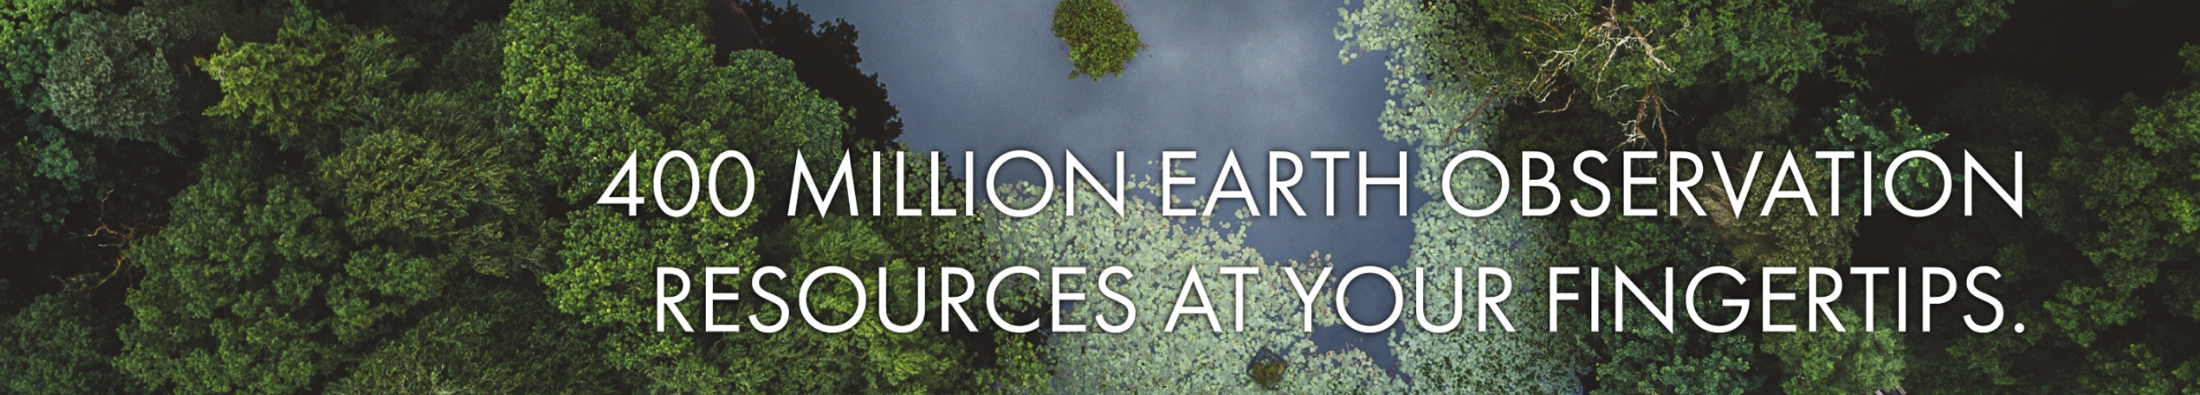 400 MILLION EARTH OBSERVATION
RESOURCES AT YOUR FINGERTIPS.